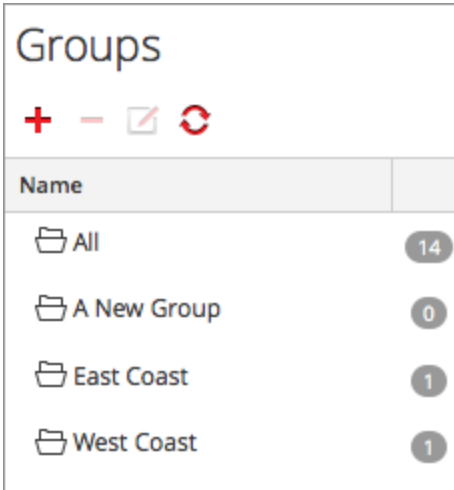 Groups
Name
All 14
A New Group 0
East Coast 1
West Coast 1